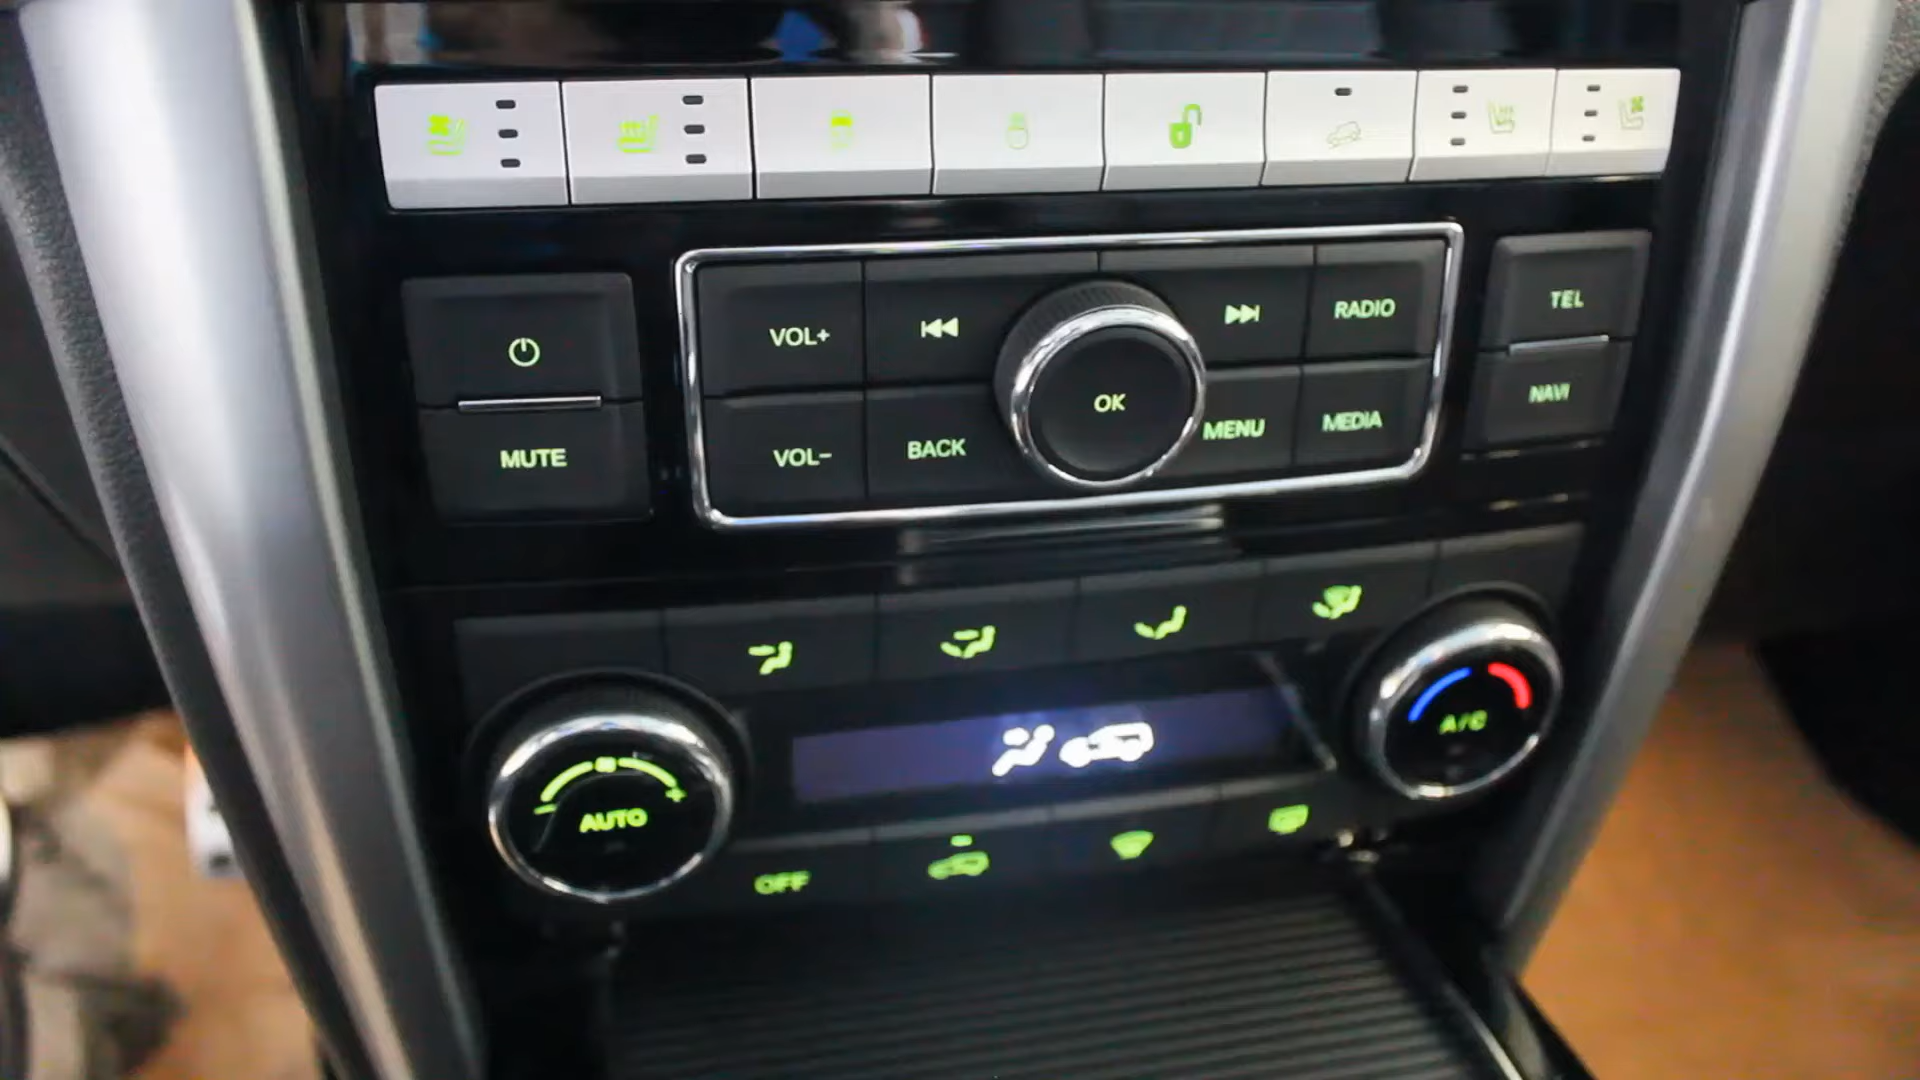 VOL+
RADIO
TEL
OK
NAVI
MUTE
VOL-
BACK
MENU
MEDIA
A/C
AUTO
OFF